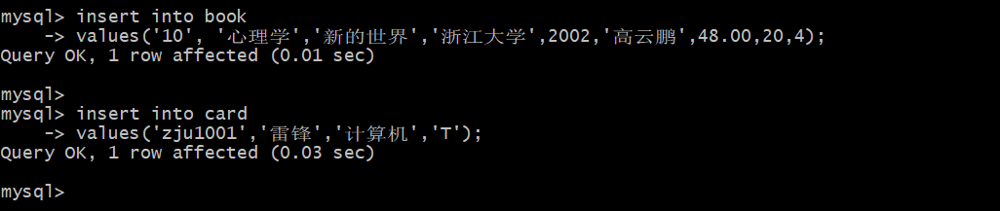 mysql> insert into book
    -> values('10', '心理学','新的世界','浙江大学',2002,'高云鹏',48.00,20,4);
Query OK, 1 row affected (0.01 sec)

mysql>
mysql> insert into card
    -> values('zju1001','雷锋','计算机','T');
Query OK, 1 row affected (0.03 sec)

mysql>